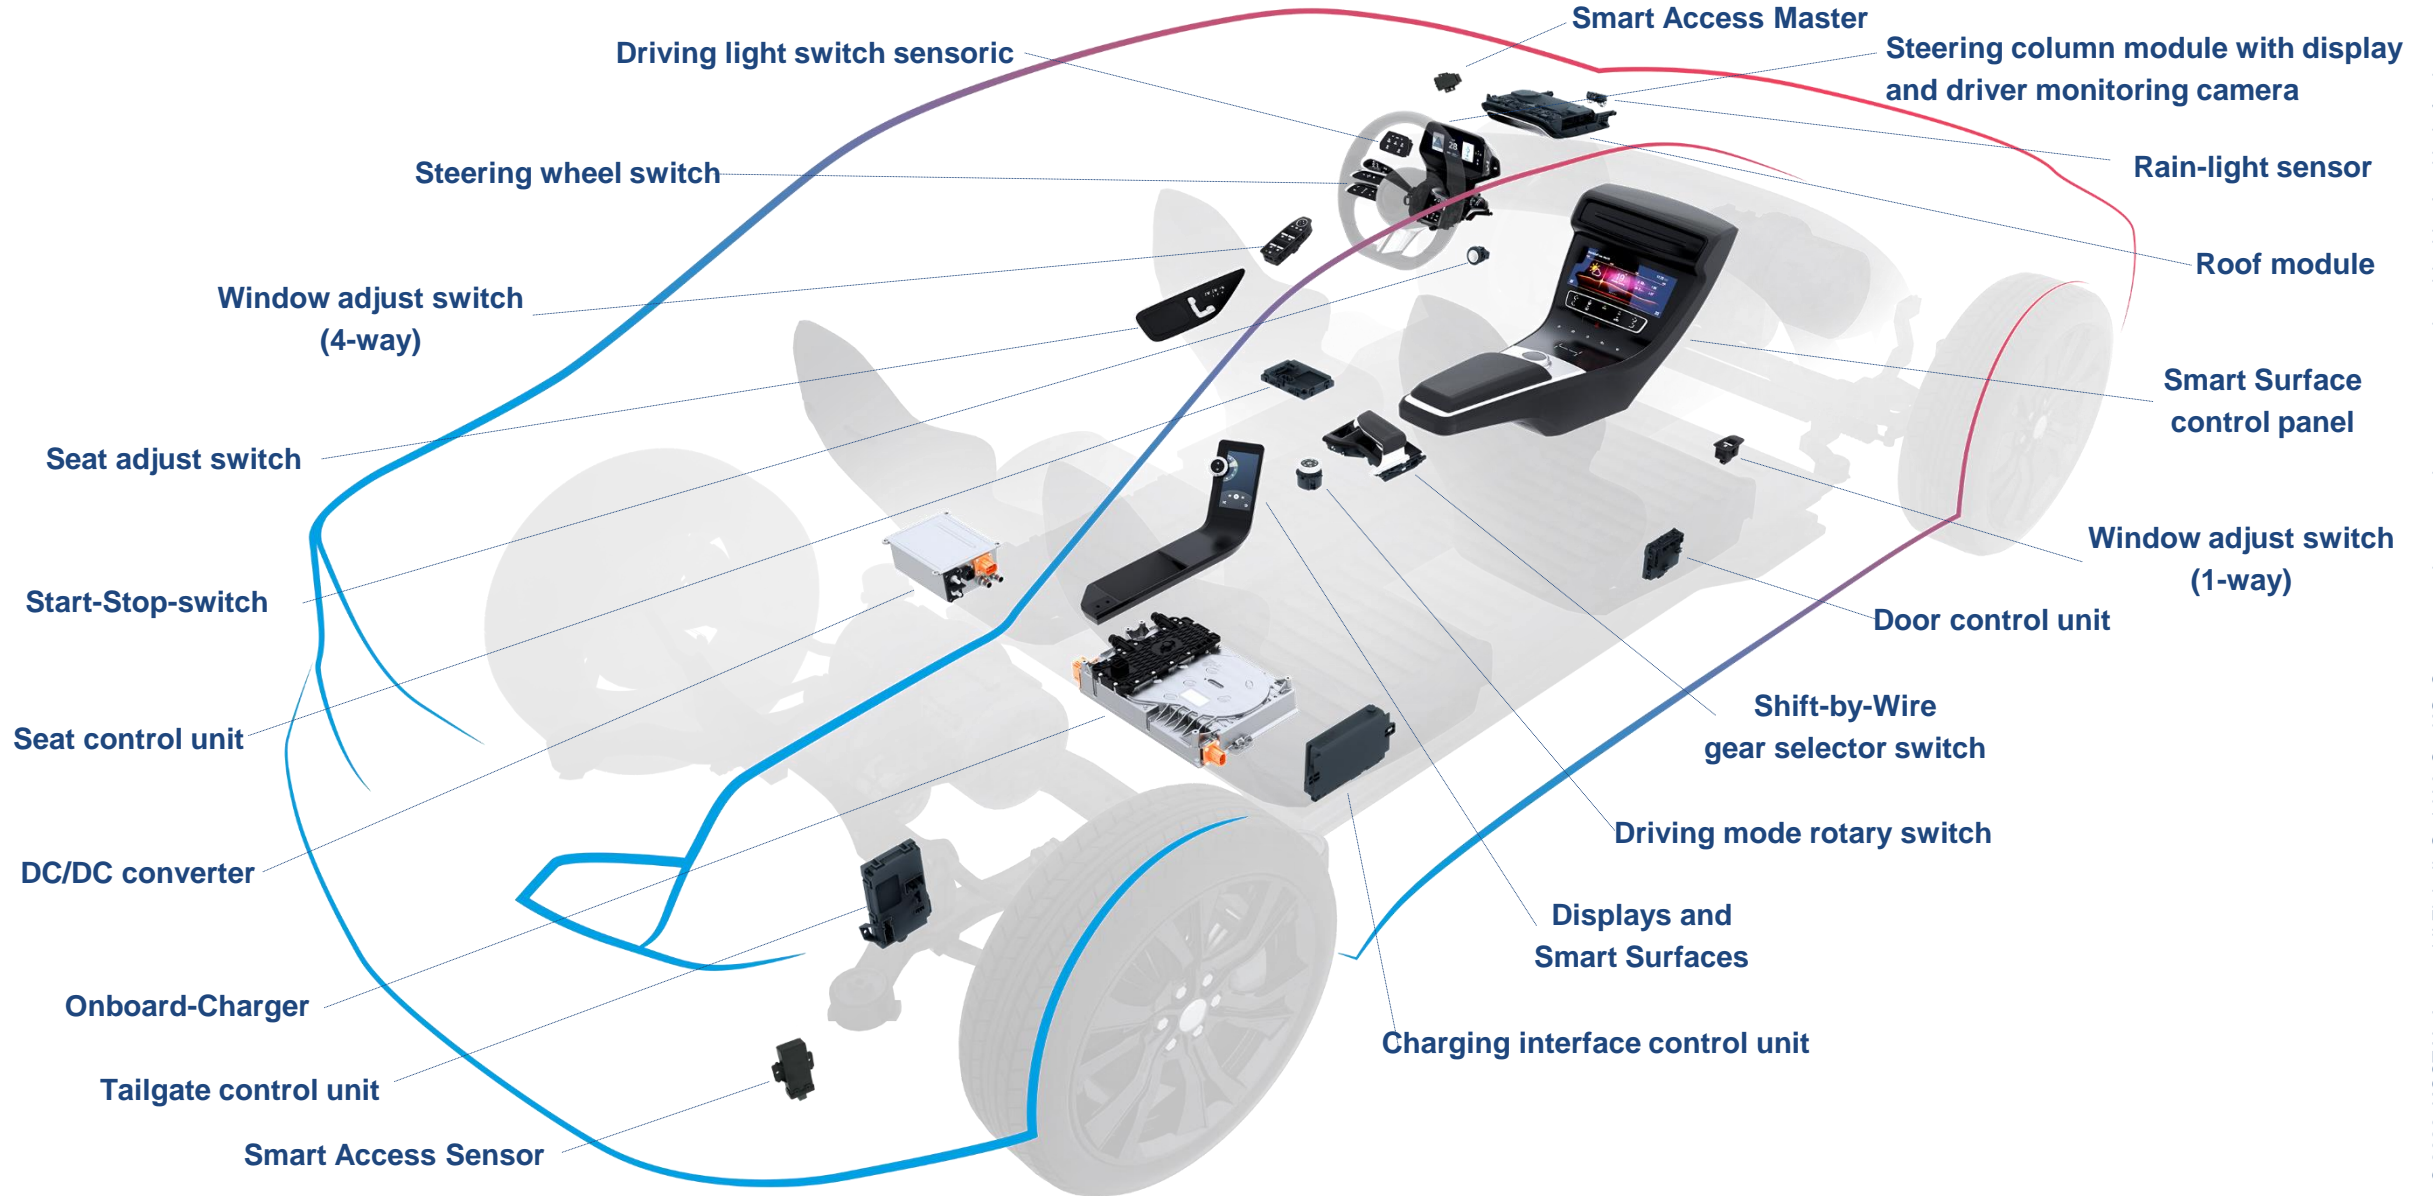 Smart Access Master
Driving light switch sensoric
Steering column module with display
and driver monitoring camera
Steering wheel switch
Rain-light sensor
Roof module
Window adjust switch
(4-way)
Smart Surface
control panel
Seat adjust switch
Window adjust switch
(1-way)
Start-Stop-switch
Door control unit
Seat control unit
Shift-by-Wire
gear selector switch
DC/DC converter
Driving mode rotary switch
Displays and
Smart Surfaces
Onboard-Charger
Charging interface control unit
Tailgate control unit
Smart Access Sensor